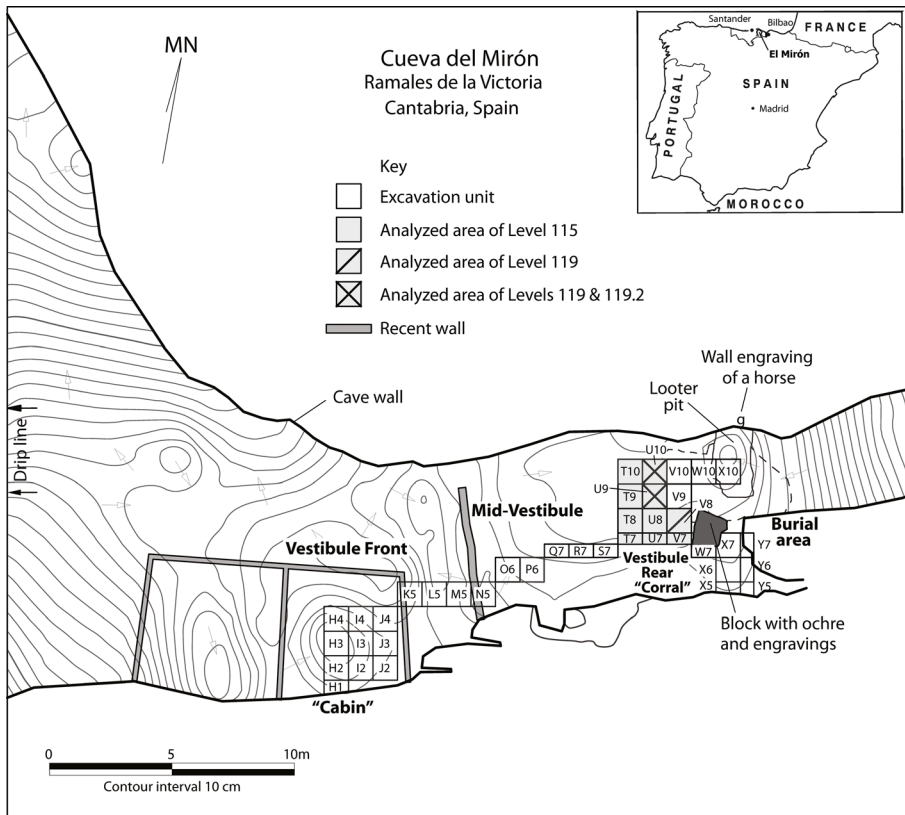 MN
Cueva del Mirón
Ramales de la Victoria
Cantabria, Spain
Key
Excavation unit
Analyzed area of Level 115
Analyzed area of Level 119
Analyzed area of Levels 119 & 119.2
Recent wall
Santander
Bilbao
FRANCE
El Mirón
SPAIN
Madrid
PORTUGAL
MOROCCO
Wall engraving
of a horse
Looter
pit
g
Cave wall
Drip line
U10
T10
V10
W10
X10
U9
T9
V9
V8
T8
U8
T7
U7
V7
W7
X7
Y7
X6
Y6
X5
Y5
Burial
area
Mid-Vestibule
Vestibule Front
Vestibule
Rear
“Corral”
Q7
R7
S7
O6
P6
K5
L5
M5
N5
H4
I4
J4
H3
I3
J3
H2
I2
J2
H1
“Cabin”
Block with ochre
and engravings
0
5
10m
Contour interval 10 cm